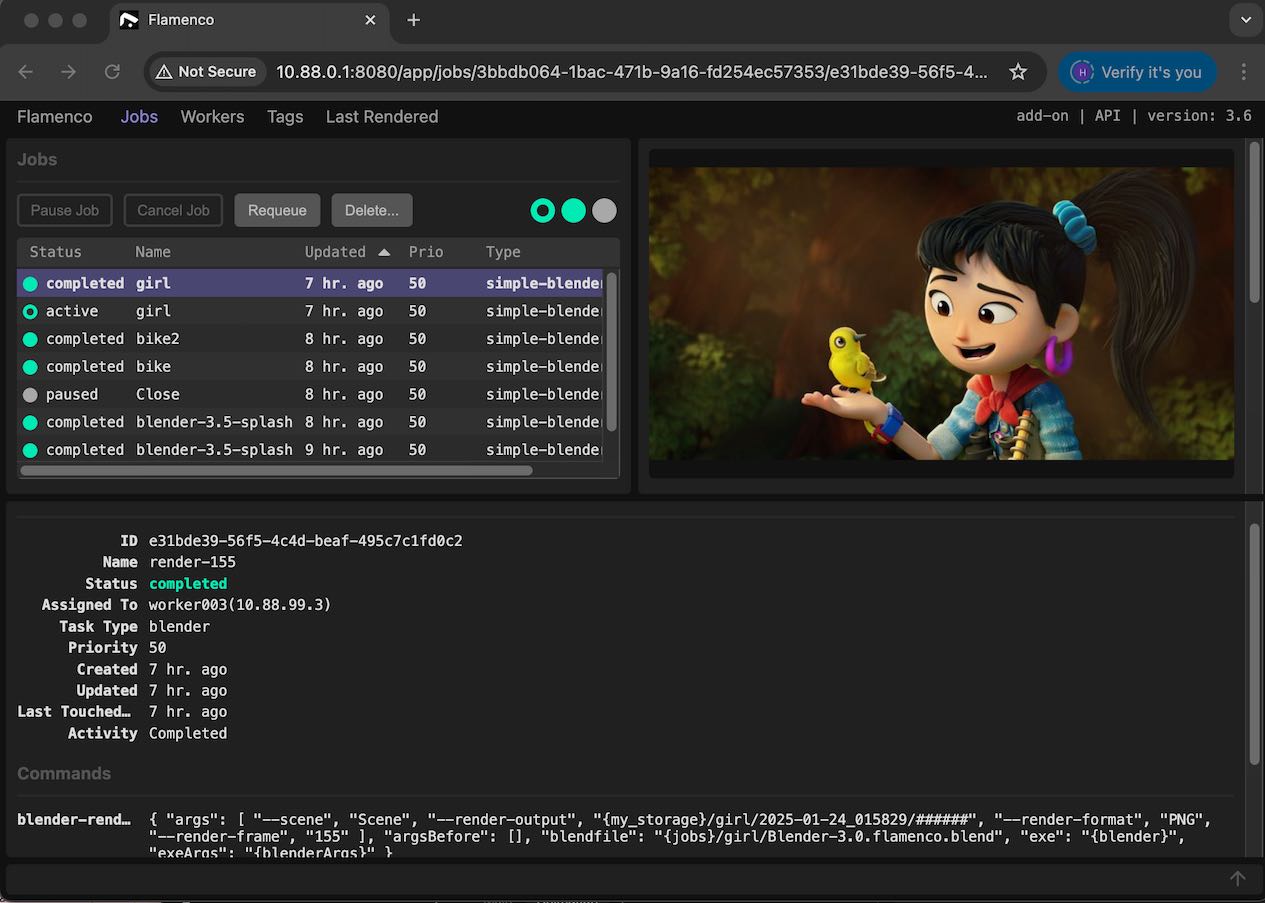 Flamenco
Not Secure 10.88.0.1:8080/app/jobs/3bbdb064-1bac-471b-9a16-fd254ec57353/e31bde39-56f5-4... H Verify it's you
Flamenco Jobs Workers Tags Last Rendered add-on | API | version: 3.6
Jobs
Pause Job Cancel Job Requeue Delete...
Status Name Updated Prio Type
completed girl 7 hr. ago 50 simple-blende
active girl 7 hr. ago 50 simple-blende
completed bike2 8 hr. ago 50 simple-blende
completed bike 8 hr. ago 50 simple-blende
paused Close 8 hr. ago 50 simple-blende
completed blender-3.5-splash 8 hr. ago 50 simple-blende
completed blender-3.5-splash 9 hr. ago 50 simple-blende
ID e31bde39-56f5-4c4d-beaf-495c7c1fd0c2
Name render-155
Status completed
Assigned To worker003(10.88.99.3)
Task Type blender
Priority 50
Created 7 hr. ago
Updated 7 hr. ago
Last Touched… 7 hr. ago
Activity Completed
Commands
blender-rend… { "args": [ "--scene", "Scene", "--render-output", "{my_storage}/girl/2025-01-24_015829/######", "--render-format", "PNG",
"--render-frame", "155" ], "argsBefore": [], "blendfile": "{jobs}/girl/Blender-3.0.flamenco.blend", "exe": "{blender}",
"exeArgs": "{blenderArgs}" }